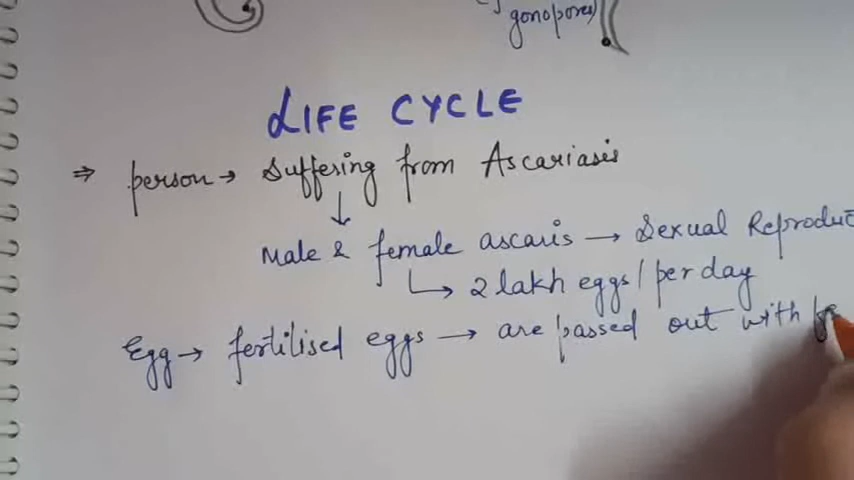 gonopores)
LIFE CYCLE
⇒ person → Suffering from Ascariasis
↓
Male & female ascaris → Sexual Reproduct
↳ 2 lakh eggs/per day
Egg → fertilised eggs → are passed out with